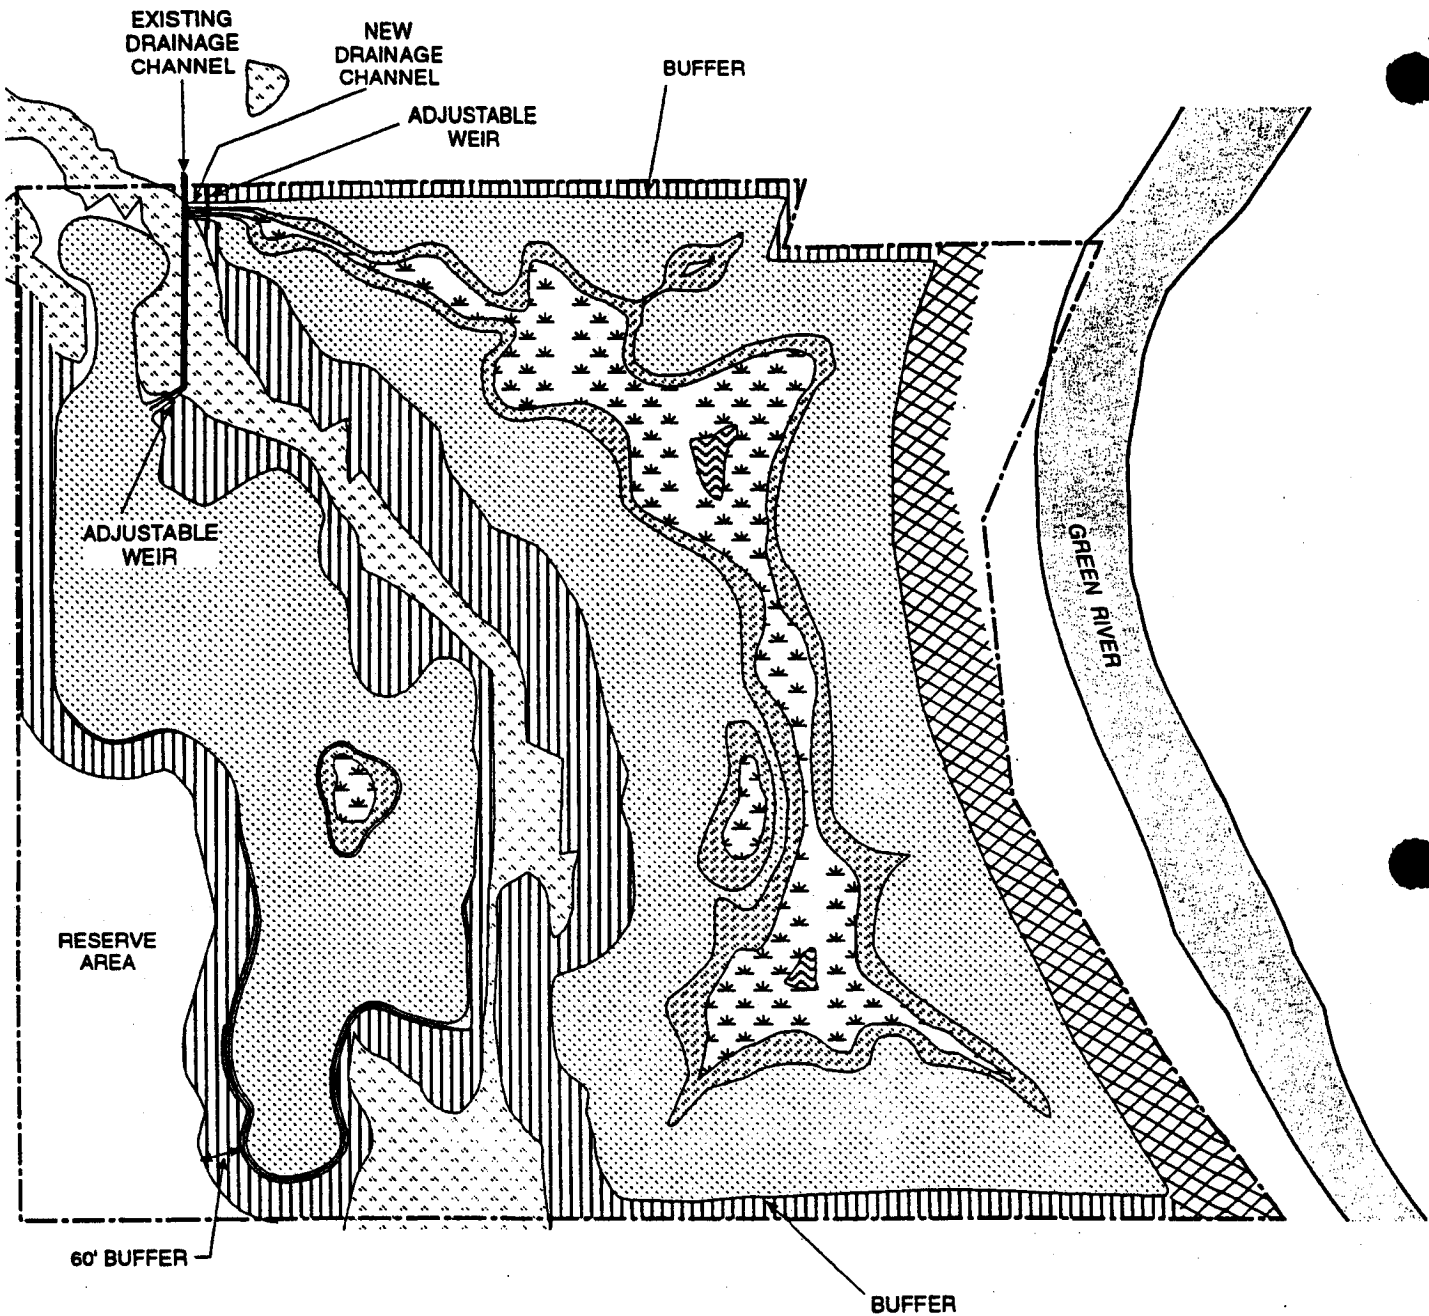 EXISTING
DRAINAGE
CHANNEL
NEW
DRAINAGE
CHANNEL
ADJUSTABLE
WEIR
BUFFER
ADJUSTABLE
WEIR
GREEN RIVER
RESERVE
AREA
60' BUFFER
BUFFER